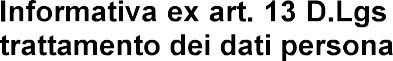 Informativa ex art. 13 D.Lgs
trattamento dei dati persona